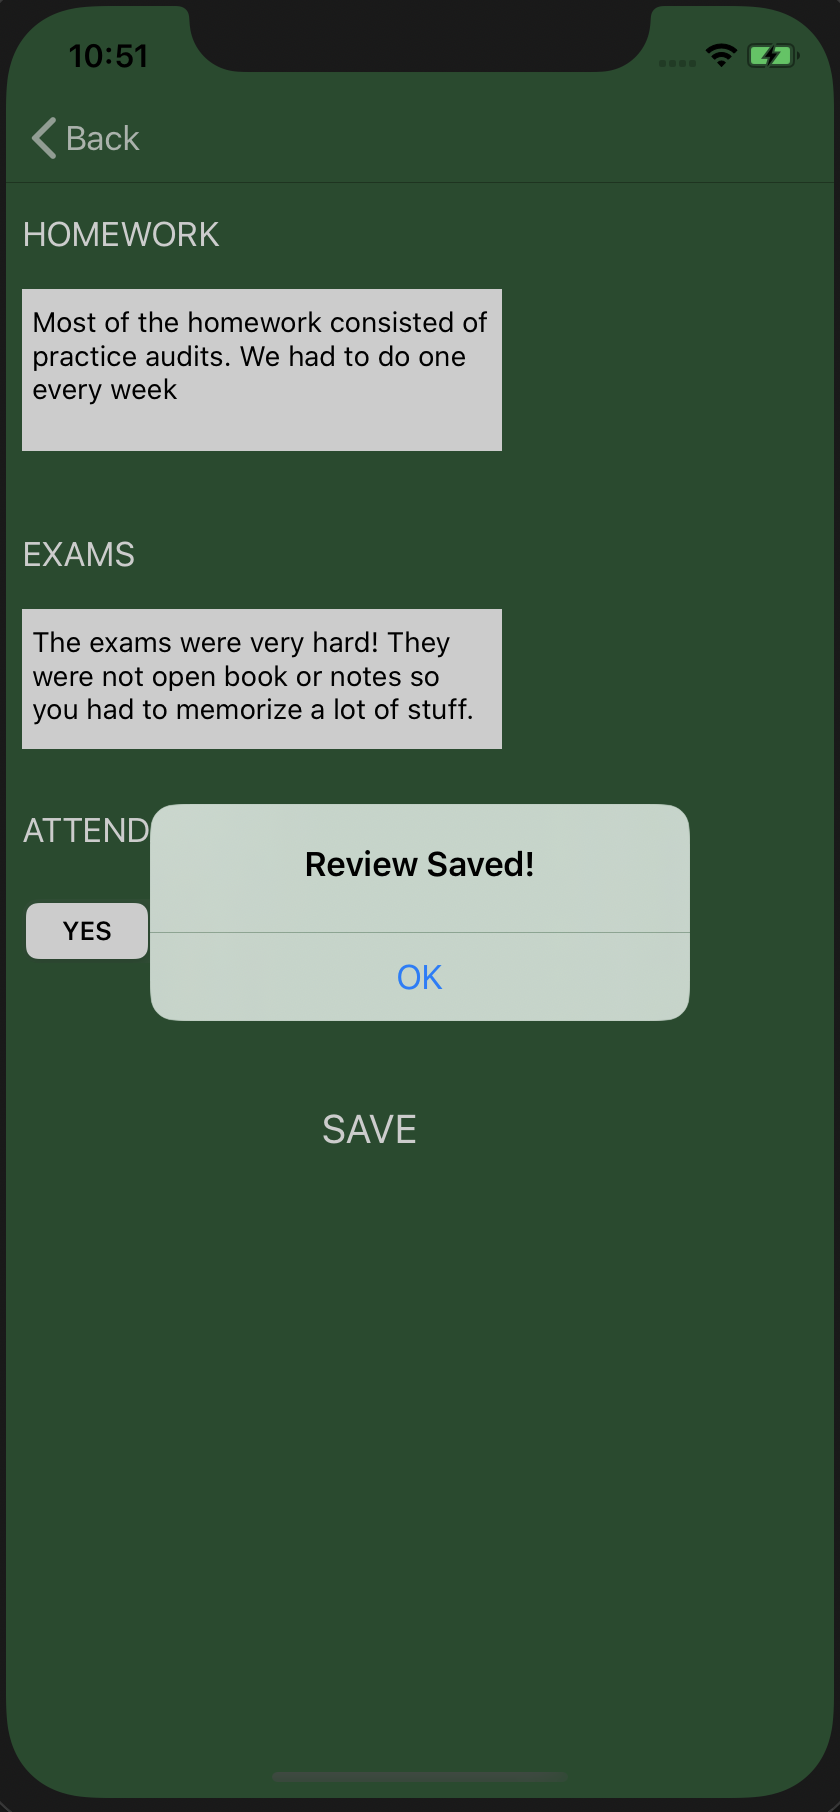 10:51
Back
HOMEWORK
Most of the homework consisted of
practice audits. We had to do one
every week
EXAMS
The exams were very hard! They
were not open book or notes so
you had to memorize a lot of stuff.
ATTEND
Review Saved!
YES
OK
SAVE